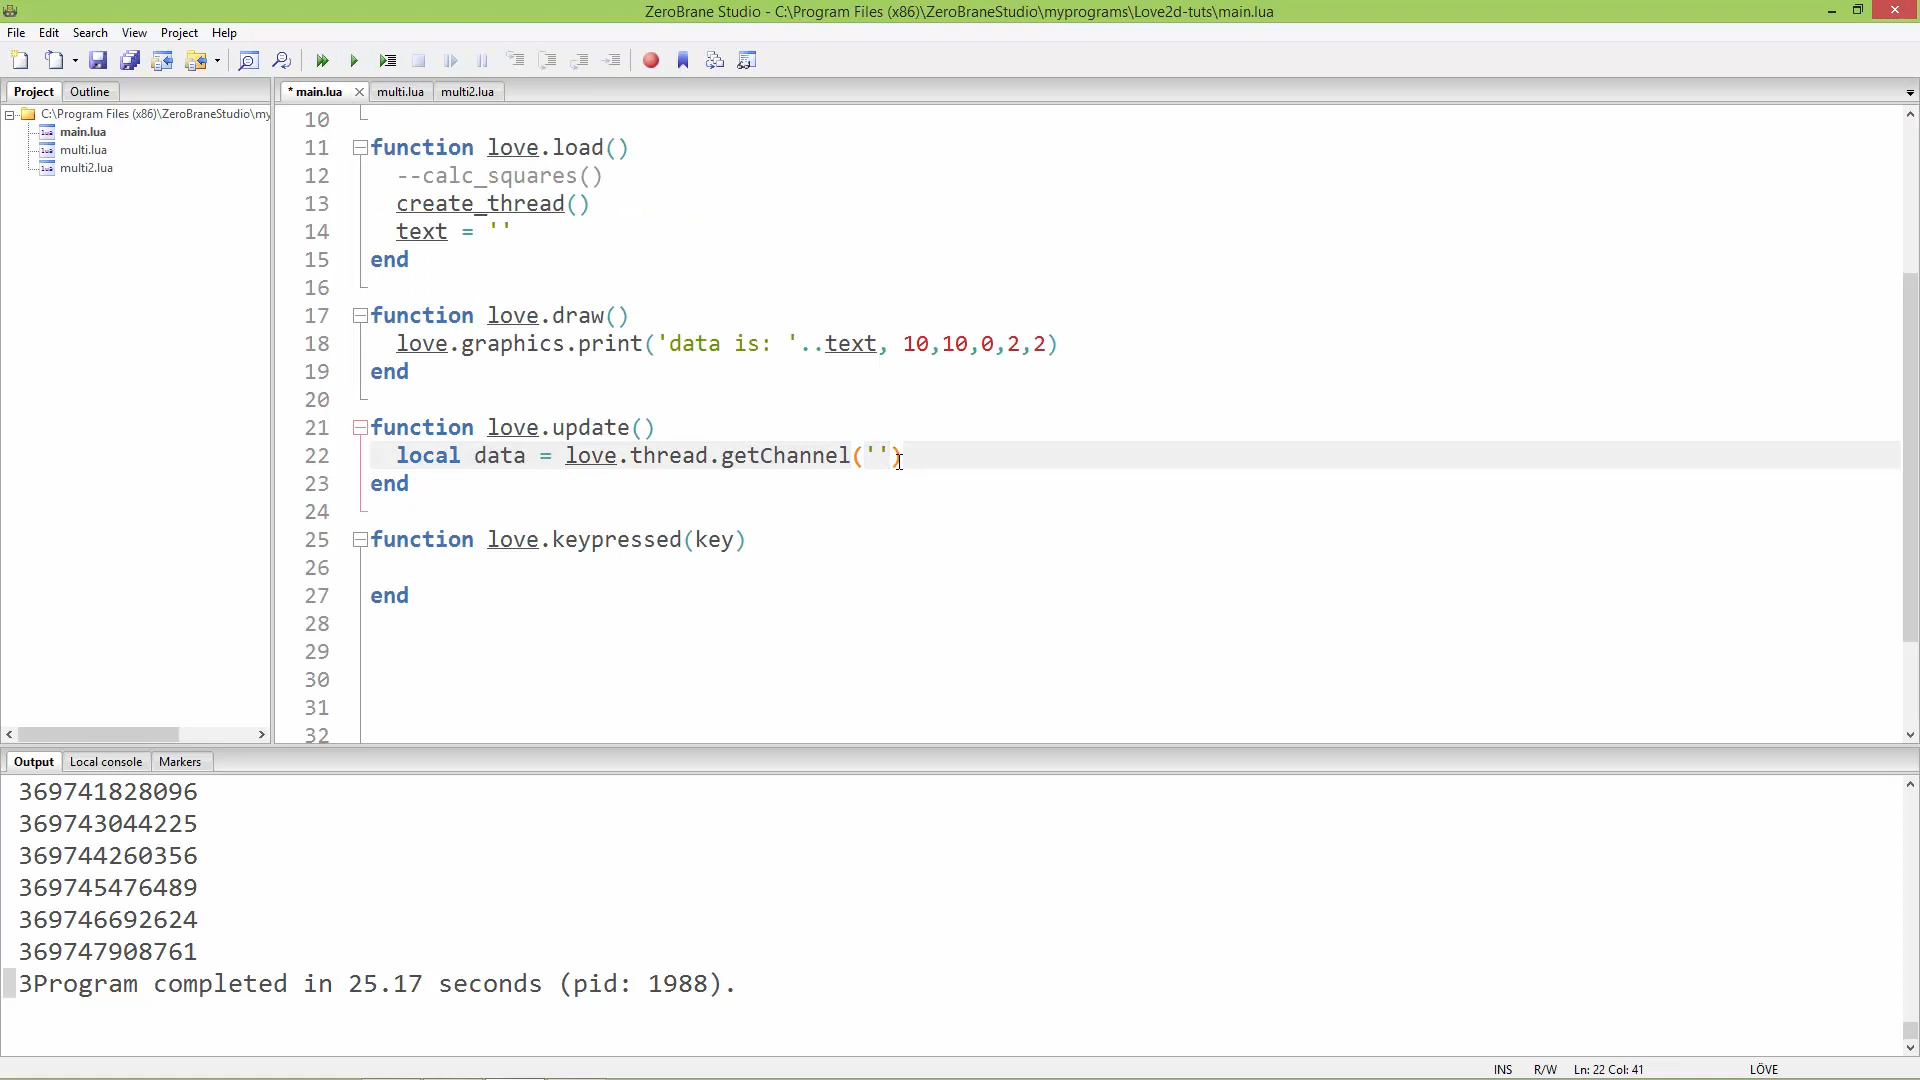 ZeroBrane Studio - C:\Program Files (x86)\ZeroBraneStudio\myprograms\Love2d-tuts\main.lua
File Edit Search View Project Help
Project Outline
* main.lua multi.lua multi2.lua
C:\Program Files (x86)\ZeroBraneStudio\my
main.lua
multi.lua
multi2.lua
10
11 function love.load()
12 --calc_squares()
13 create_thread()
14 text = ''
15 end
16
17 function love.draw()
18 love.graphics.print('data is: '..text, 10,10,0,2,2)
19 end
20
21 function love.update()
22 local data = love.thread.getChannel('')
23 end
24
25 function love.keypressed(key)
26
27 end
28
29
30
31
32
Output Local console Markers
369741828096
369743044225
369744260356
369745476489
369746692624
369747908761
3Program completed in 25.17 seconds (pid: 1988).
INS R/W Ln: 22 Col: 41 LÖVE